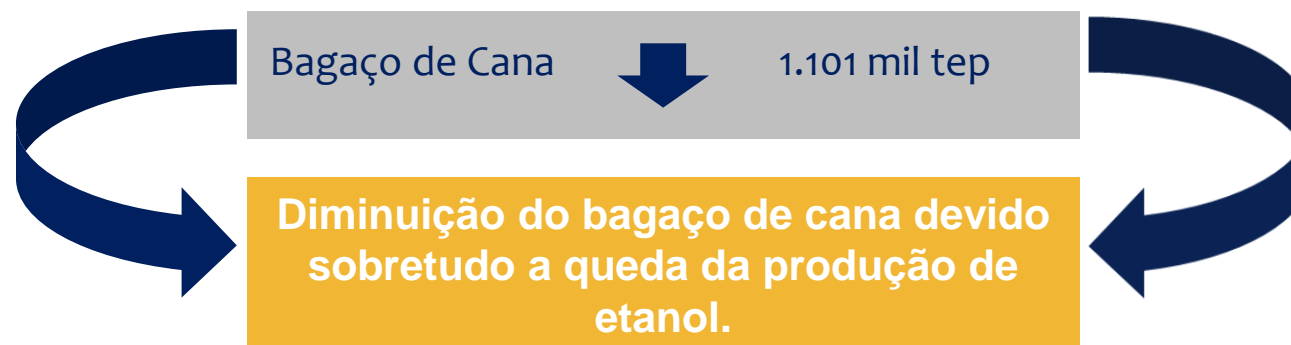 Bagaço de Cana 1.101 mil tep
Diminuição do bagaço de cana devido
sobretudo a queda da produção de
etanol.